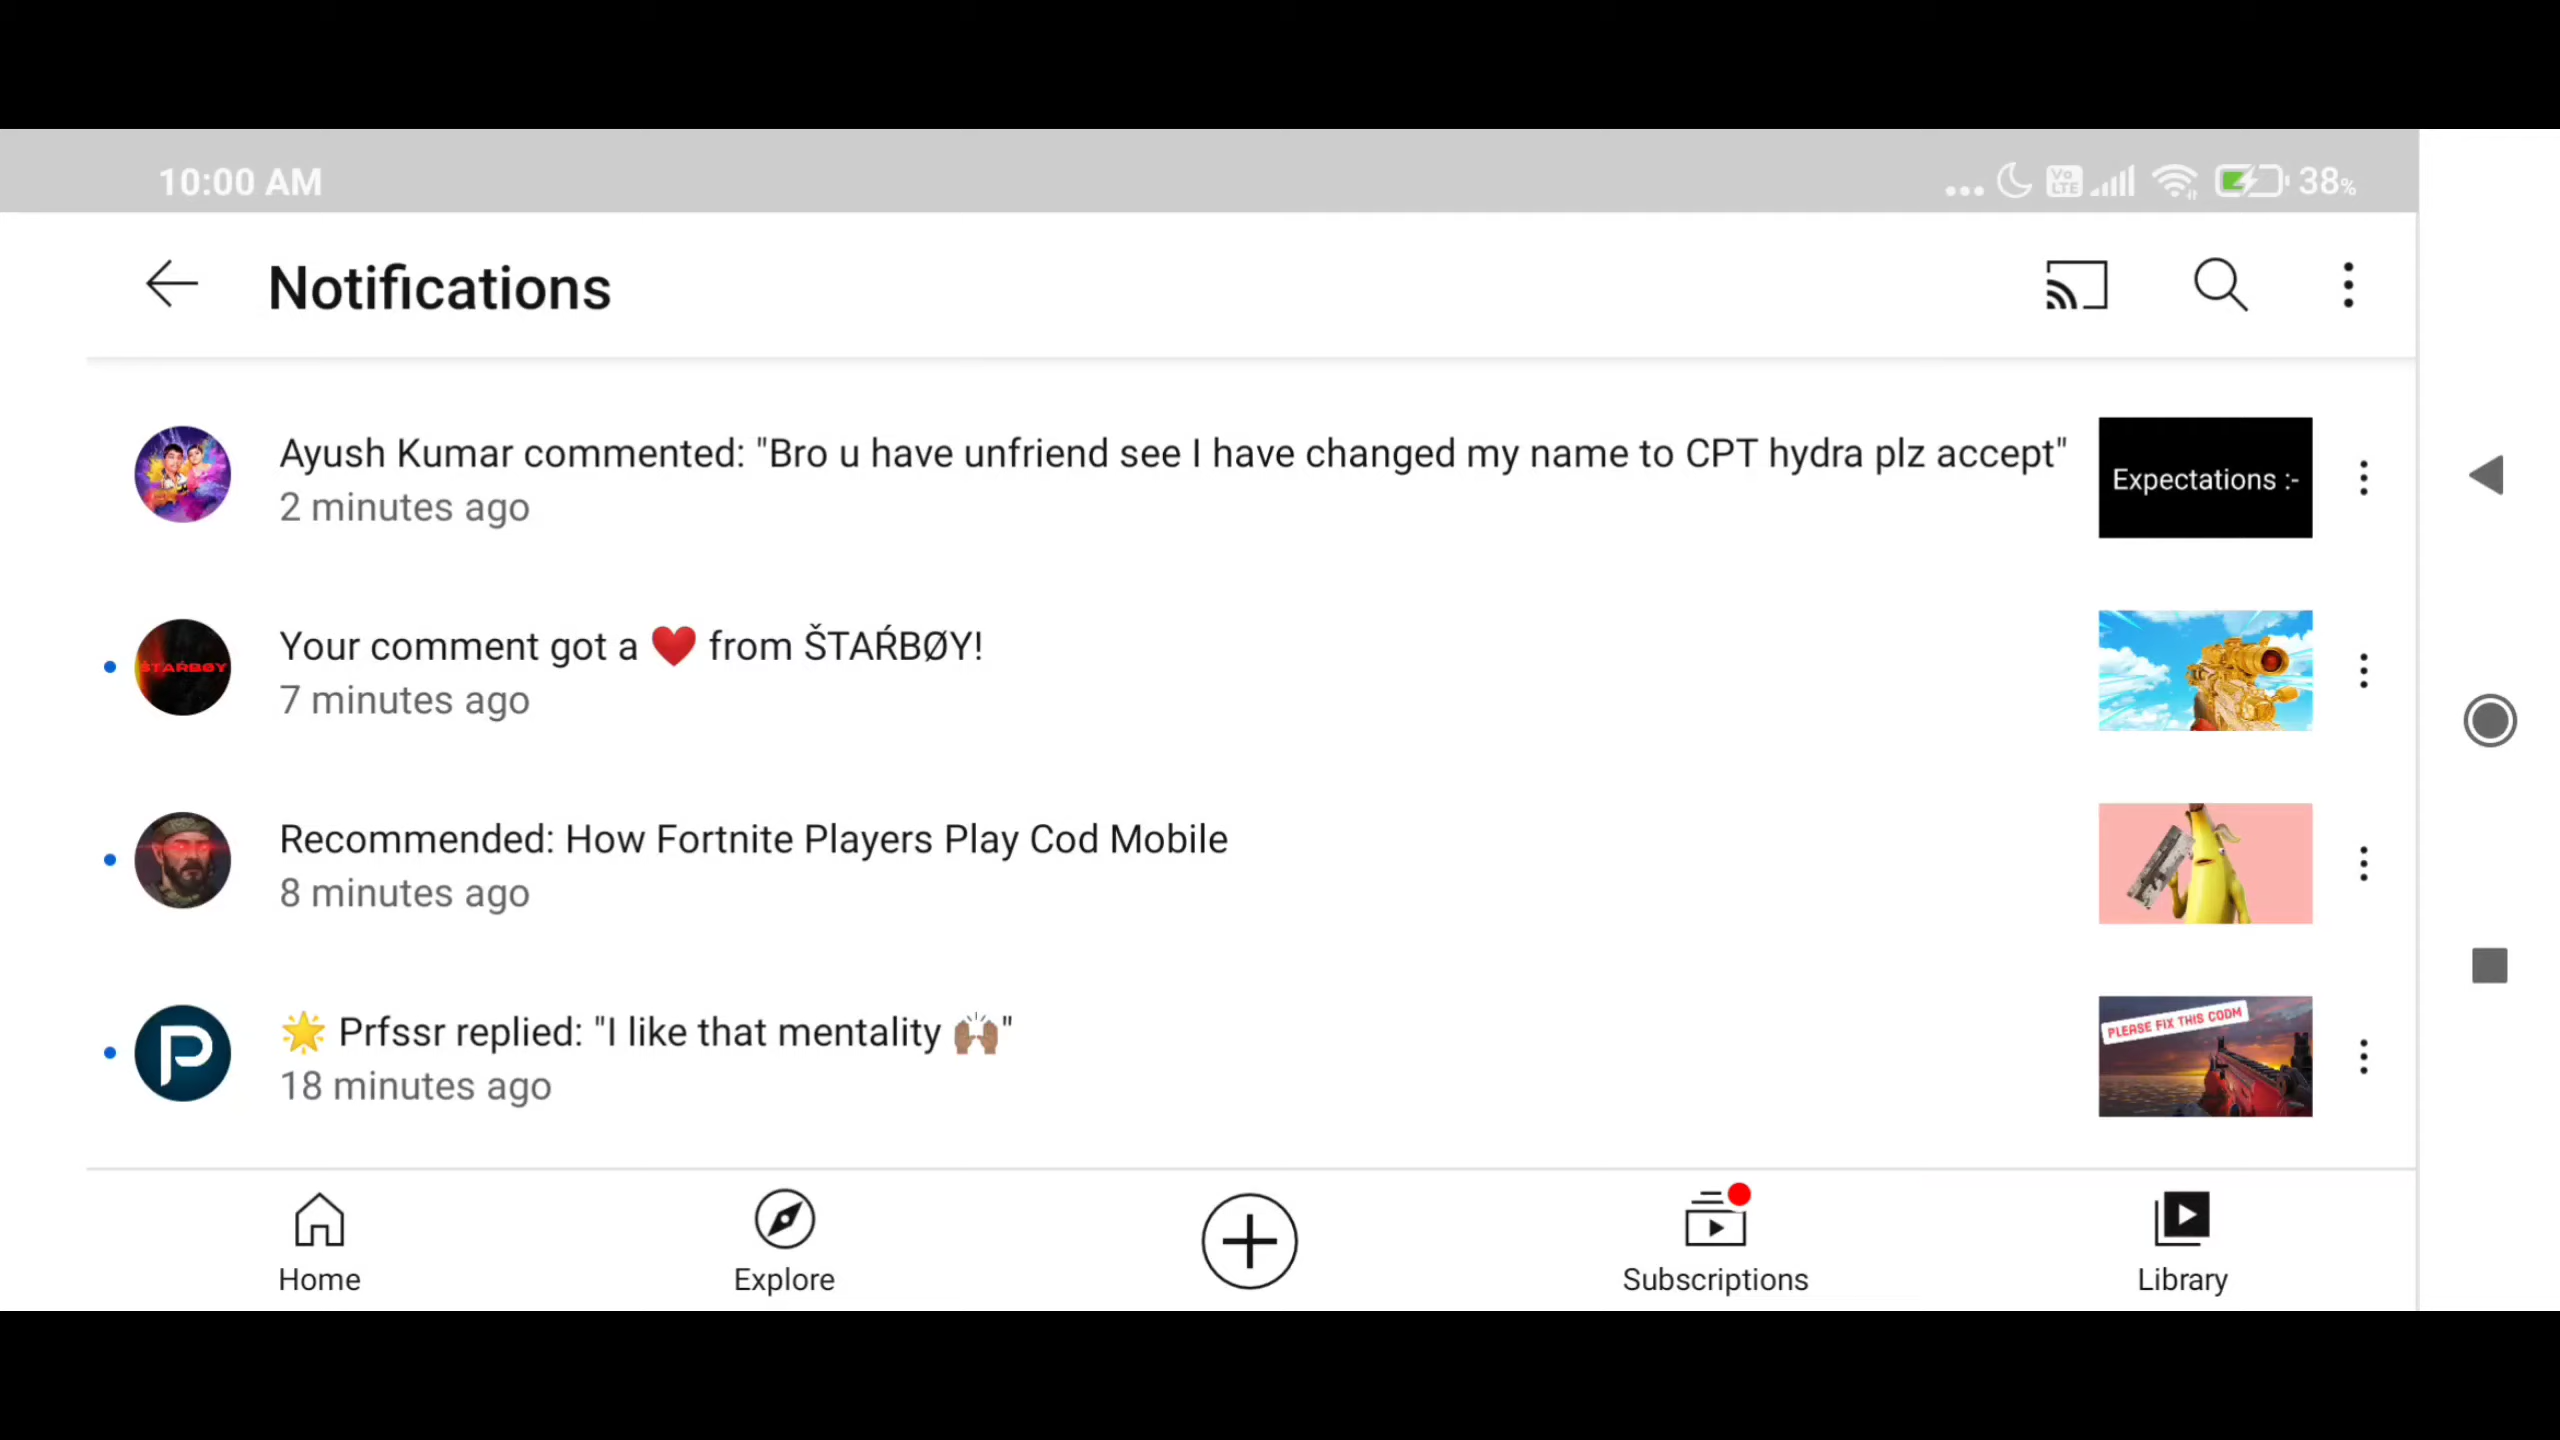 10:00 AM
Vo LTE 38%
Notifications
Ayush Kumar commented: "Bro u have unfriend see I have changed my name to CPT hydra plz accept"
2 minutes ago
Expectations :-
ŠTAŔBØY
Your comment got a ❤️ from ŠTAŔBØY!
7 minutes ago
Recommended: How Fortnite Players Play Cod Mobile
8 minutes ago
P
🌟 Prfssr replied: "I like that mentality 🙌🏽"
18 minutes ago
PLEASE FIX THIS CODM
Home
Explore
Subscriptions
Library